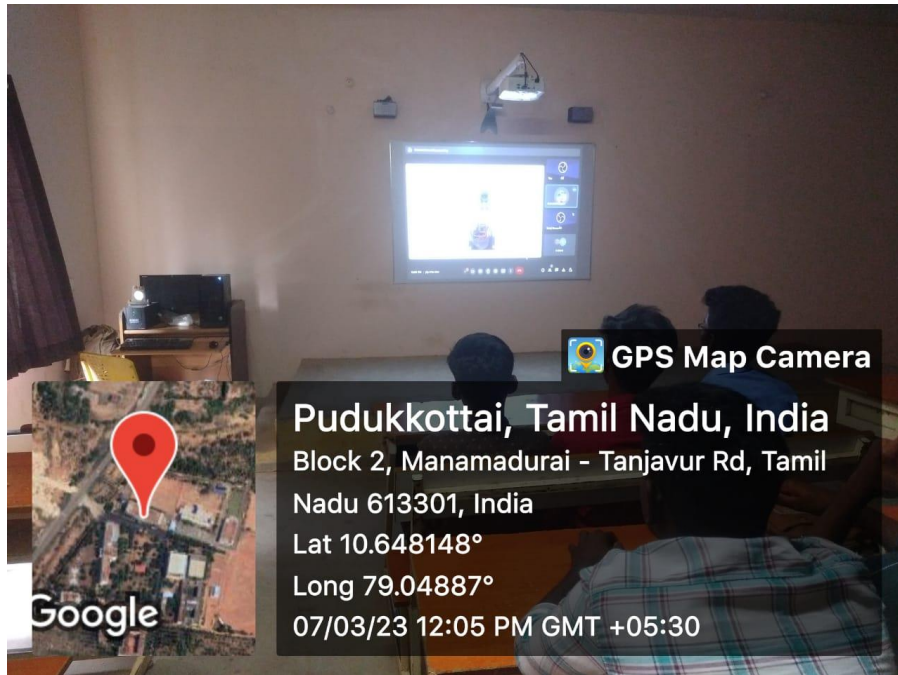 GPS Map Camera
Pudukkottai, Tamil Nadu, India
Block 2, Manamadurai - Tanjavur Rd, Tamil
Nadu 613301, India
Lat 10.648148°
Long 79.04887°
07/03/23 12:05 PM GMT +05:30
Google